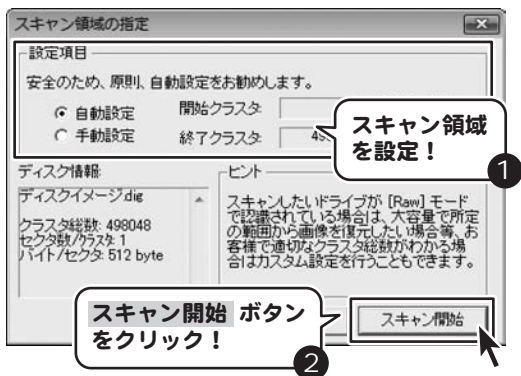 スキャン領域の指定
設定項目
安全のため、原則、自動設定をお勧めします。
自動設定
開始クラスタ:
手動設定
終了クラスタ:
スキャン領域
を設定！
1
ディスク情報:
ディスクイメージ.dig
クラスタ総数: 498048
セクタ数/クラスタ: 1
バイト/セクタ: 512 byte
ヒント
スキャンしたいドライブが [Raw] モード
で認識されている場合は、大容量で所定
の範囲から画像を復元したい場合等、お
客様で適切なクラスタ総数がわかる場
合はカスタム設定を行うこともできます。
スキャン開始 ボタン
をクリック！
2
スキャン開始